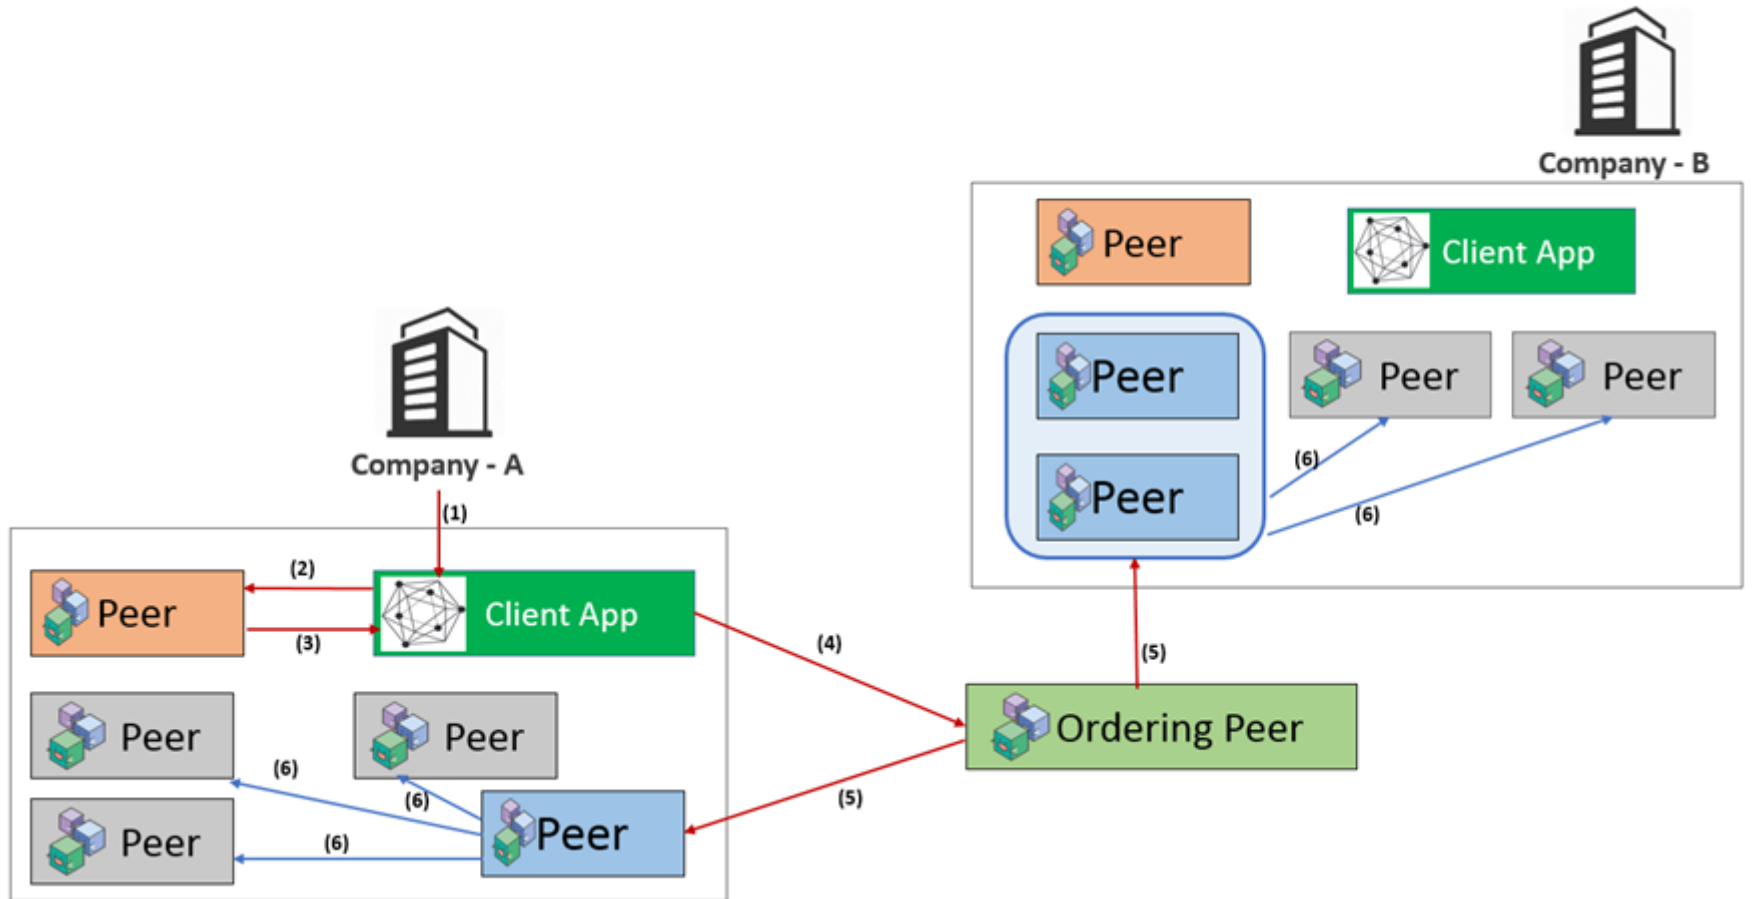 Company - B
Peer
Client App
Peer
Peer
Peer
Peer
(6)
(6)
Company - A
(1)
(2)
Peer
Client App
(3)
(4)
(5)
Ordering Peer
Peer
Peer
(6)
(6)
(5)
Peer
Peer
(6)